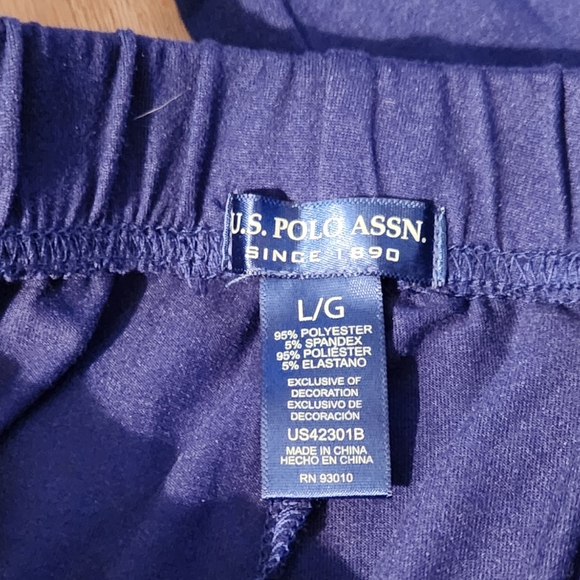 U.S. POLO ASSN.
SINCE 1890
L/G
95% POLYESTER
5% SPANDEX
95% POLIÉSTER
5% ELASTANO
EXCLUSIVE OF
DECORATION
EXCLUSIVO DE
DECORACIÓN
US42301B
MADE IN CHINA
HECHO EN CHINA
RN 93010